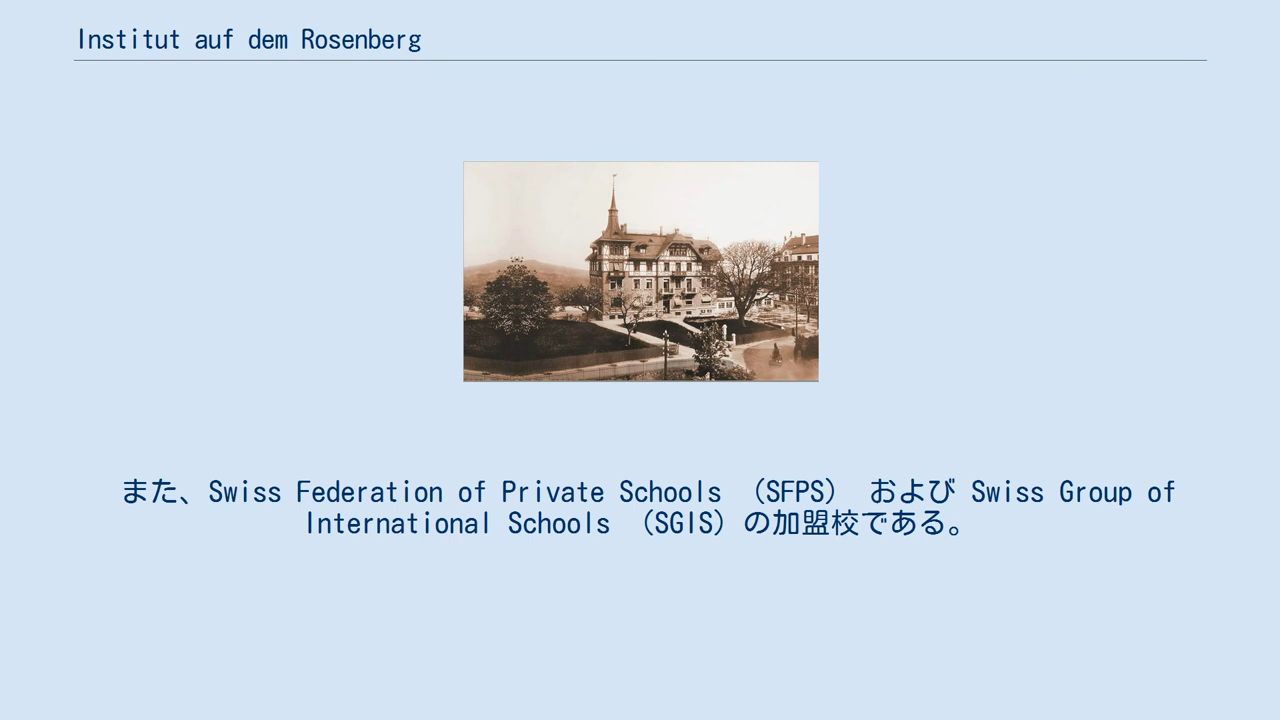 Institut auf dem Rosenberg
また、Swiss Federation of Private Schools （SFPS） および Swiss Group of
International Schools （SGIS）の加盟校である。